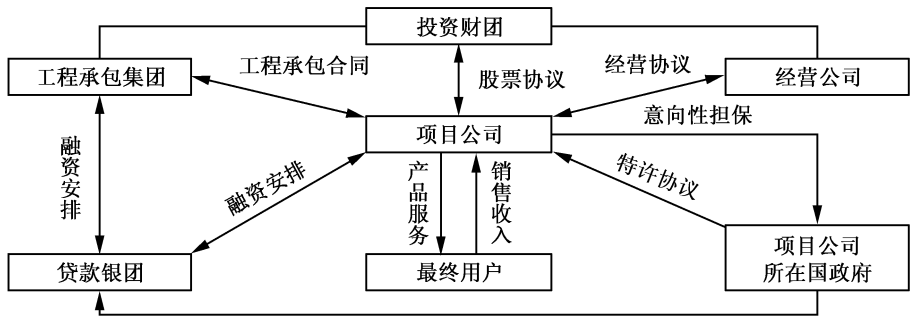 投资财团
工程承包集团
工程承包合同
股票协议
经营协议
经营公司
项目公司
意向性担保
融资安排
融资安排
产品服务
销售收入
特许协议
贷款银团
最终用户
项目公司
所在国政府